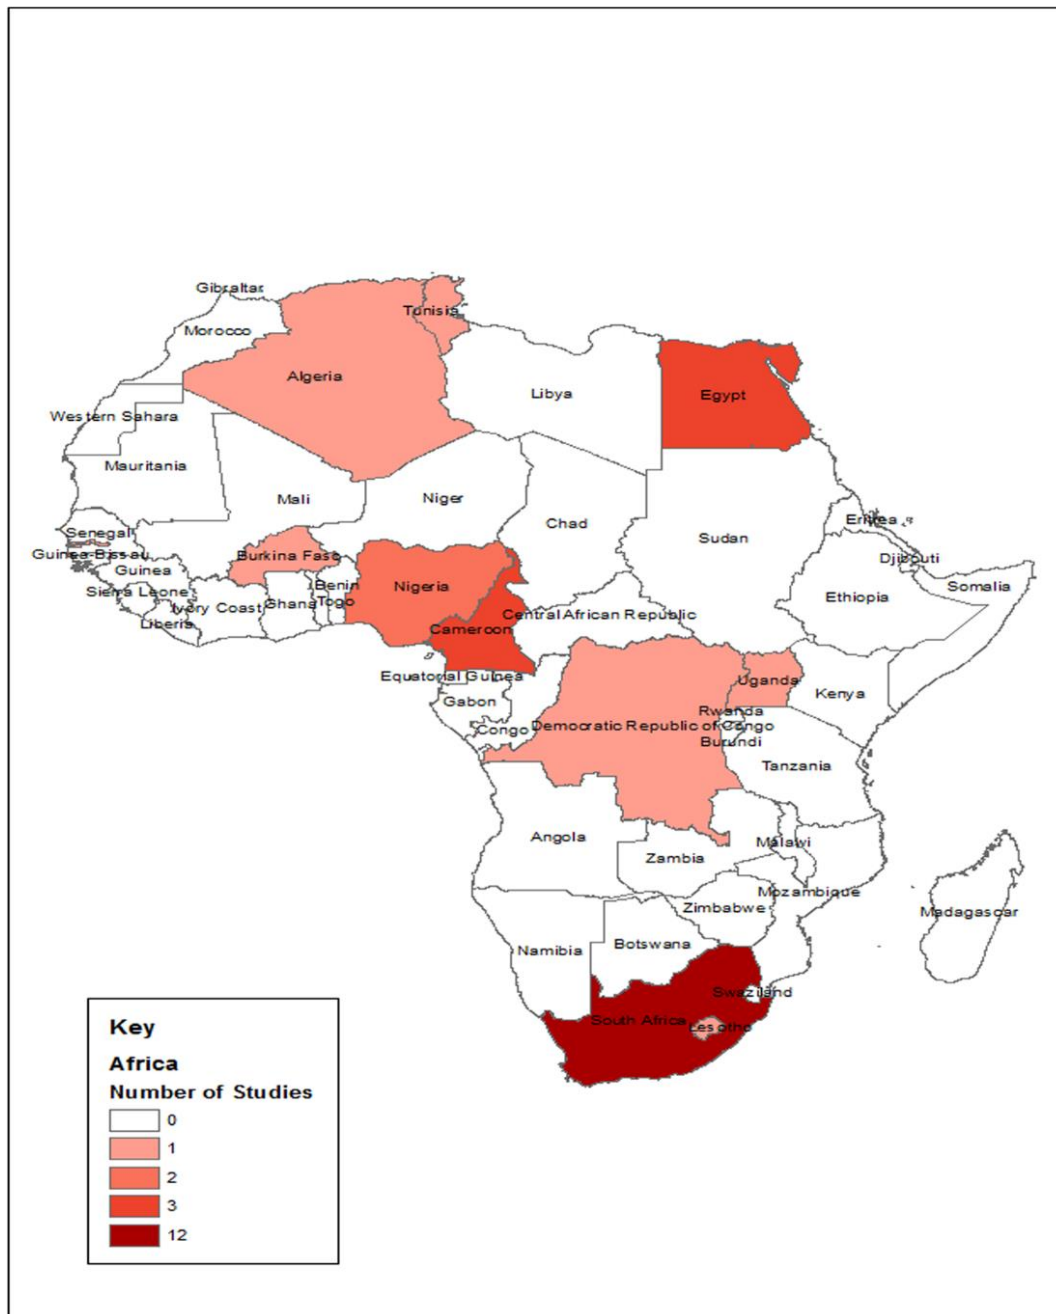 Gibraltar
Tunisia
Morocco
Algeria
Libya
Egypt
Western Sahara
Mauritania
Mali
Niger
Chad
Sudan
Eritrea
Senegal
Guinea-Bissau
Guinea
Burkina Faso
Djibouti
Sierra Leone
Benin
Nigeria
Somalia
Ivory Coast
Ghana
Togo
Ethiopia
Liberia
Cameroon
Central African Republic
Equatorial Guinea
Uganda
Kenya
Gabon
Rwanda
Congo
Democratic Republic of Congo
Burundi
Tanzania
Angola
Malawi
Zambia
Mozambique
Zimbabwe
Madagascar
Namibia
Botswana
Swaziland
South Africa
Lesotho
Key
Africa
Number of Studies
0
1
2
3
12